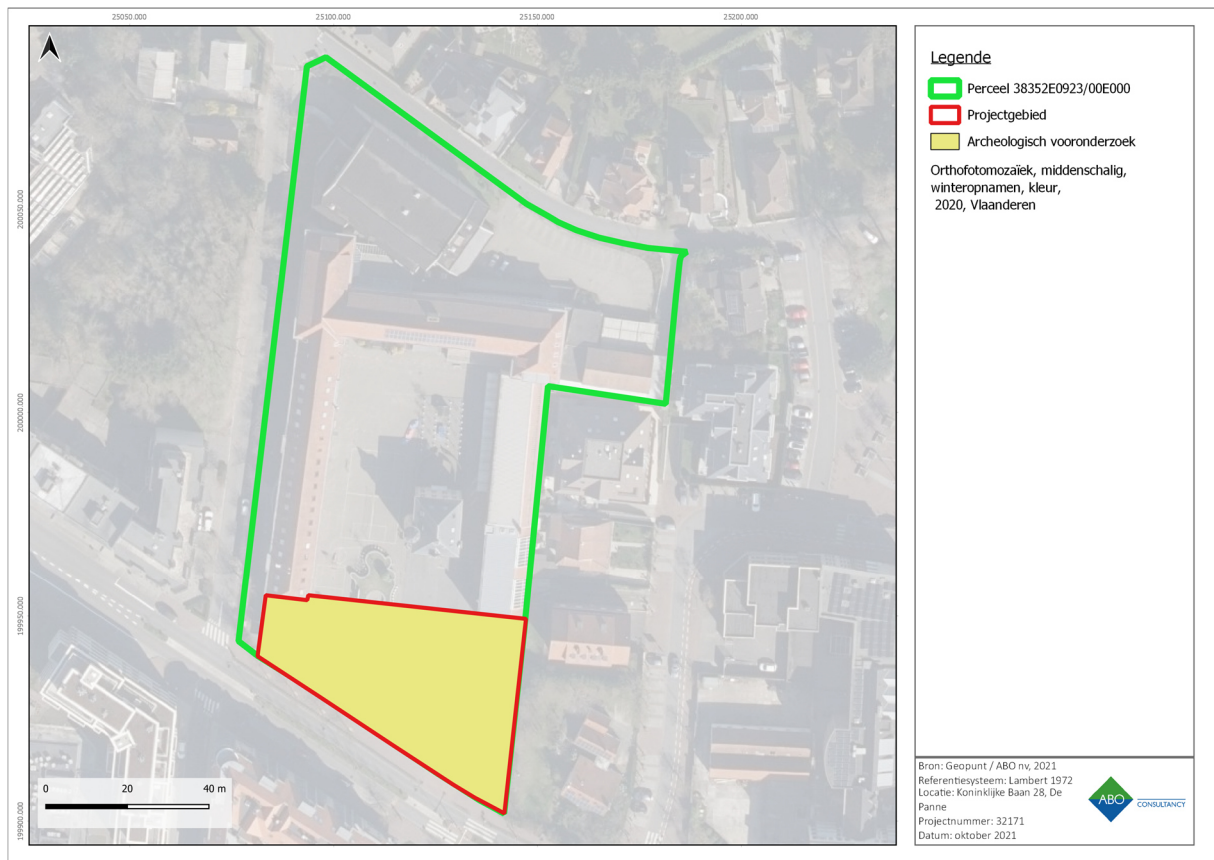 25050.000 25100.000 25150.000 25200.000
200050.000
200000.000
199950.000
199900.000
0 20 40 m
Legende
Perceel 38352E0923/00E000
Projectgebied
Archeologisch vooronderzoek
Orthofotomozaïek, middenschalig,
winteropnamen, kleur,
2020, Vlaanderen
Bron: Geopunt / ABO nv, 2021
Referentiesysteem: Lambert 1972
Locatie: Koninklijke Baan 28, De
Panne
Projectnummer: 32171
Datum: oktober 2021
ABO
CONSULTANCY